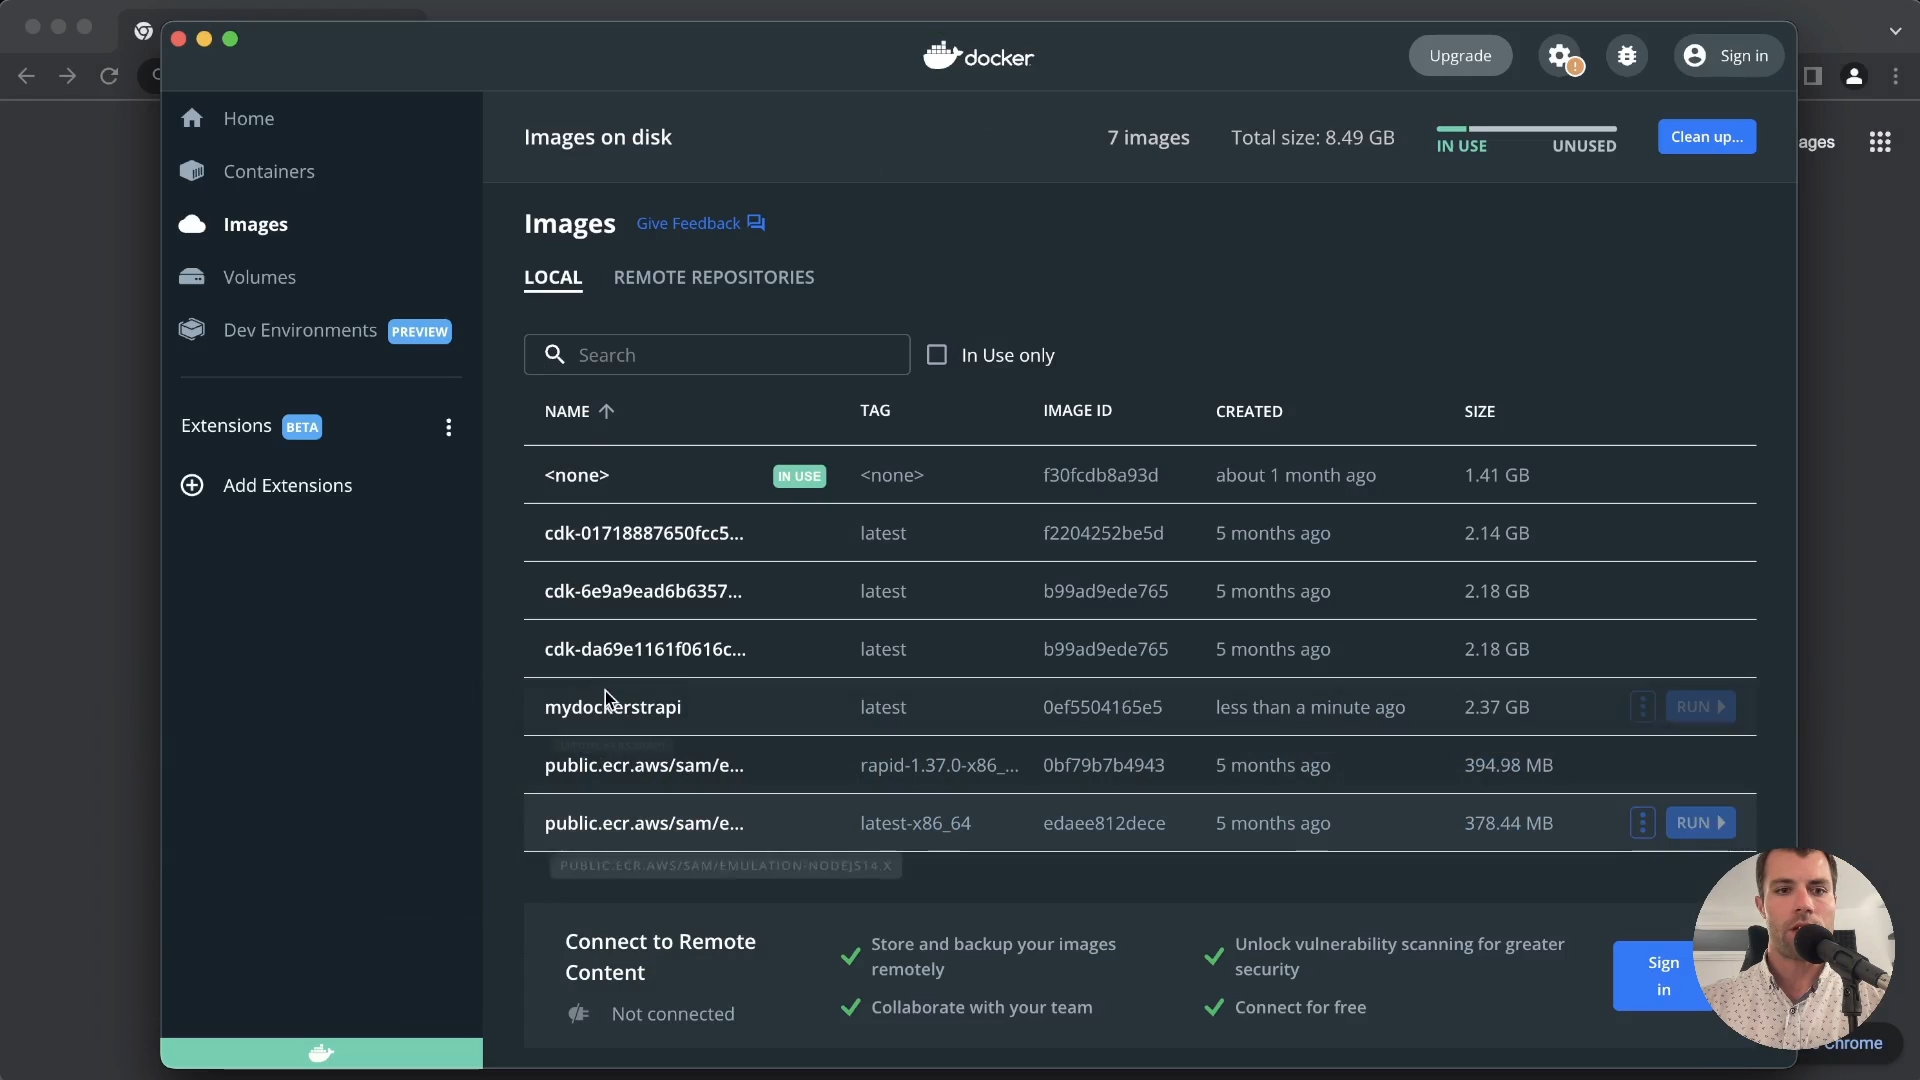 docker
Upgrade
Sign in
Home
Containers
Images
Volumes
Dev Environments PREVIEW
Extensions BETA
Add Extensions
Images on disk
7 images
Total size: 8.49 GB
IN USE
UNUSED
Clean up...
ages
Images
Give Feedback
LOCAL
REMOTE REPOSITORIES
Search
In Use only
NAME TAG IMAGE ID CREATED SIZE
<none> IN USE <none> f30fcdb8a93d about 1 month ago 1.41 GB
cdk-01718887650fcc5... latest f2204252be5d 5 months ago 2.14 GB
cdk-6e9a9ead6b6357... latest b99ad9ede765 5 months ago 2.18 GB
cdk-da69e1161f0616c... latest b99ad9ede765 5 months ago 2.18 GB
mydockerstrapi latest 0ef5504165e5 less than a minute ago 2.37 GB RUN
public.ecr.aws/sam/e... rapid-1.37.0-x86_... 0bf79b7b4943 5 months ago 394.98 MB
public.ecr.aws/sam/e... latest-x86_64 edaee812dece 5 months ago 378.44 MB RUN
PUBLIC.ECR.AWS/SAM/EMULATION-NODEJS14.X
Connect to Remote
Content
Not connected
Store and backup your images
remotely
Collaborate with your team
Unlock vulnerability scanning for greater
security
Connect for free
Sign
in
Chrome